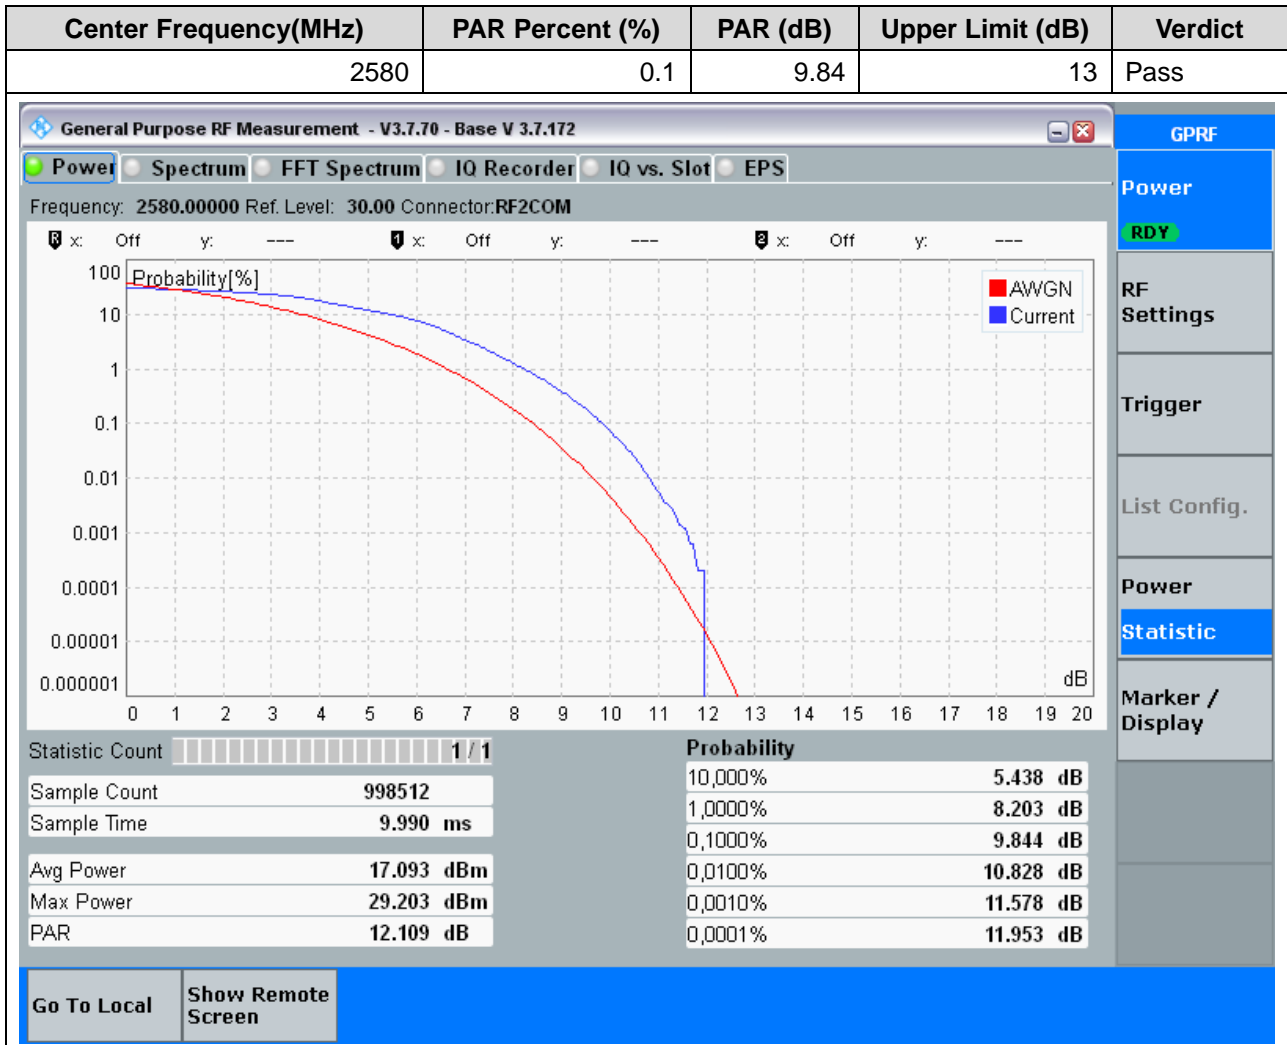 Center Frequency(MHz) PAR Percent (%) PAR (dB) Upper Limit (dB) Verdict
2580 0.1 9.84 13 Pass
General Purpose RF Measurement - V3.7.70 - Base V 3.7.172
GPRF
Power Spectrum FFT Spectrum IQ Recorder IQ vs. Slot EPS
Power
RDY
Frequency: 2580.00000 Ref. Level: 30.00 Connector:RF2COM
R x: Off y: --- 1 x: Off y: --- 2 x: Off y: ---
100 Probability[%]
AWGN
Current
10
1
0.1
0.01
0.001
0.0001
0.00001
0.000001
dB
0 1 2 3 4 5 6 7 8 9 10 11 12 13 14 15 16 17 18 19 20
RF
Settings
Trigger
List Config.
Power
Statistic
Marker /
Display
Statistic Count 1 / 1
Sample Count 998512
Sample Time 9.990 ms
Avg Power 17.093 dBm
Max Power 29.203 dBm
PAR 12.109 dB
Probability
10,000% 5.438 dB
1,0000% 8.203 dB
0,1000% 9.844 dB
0,0100% 10.828 dB
0,0010% 11.578 dB
0,0001% 11.953 dB
Go To Local
Show Remote
Screen